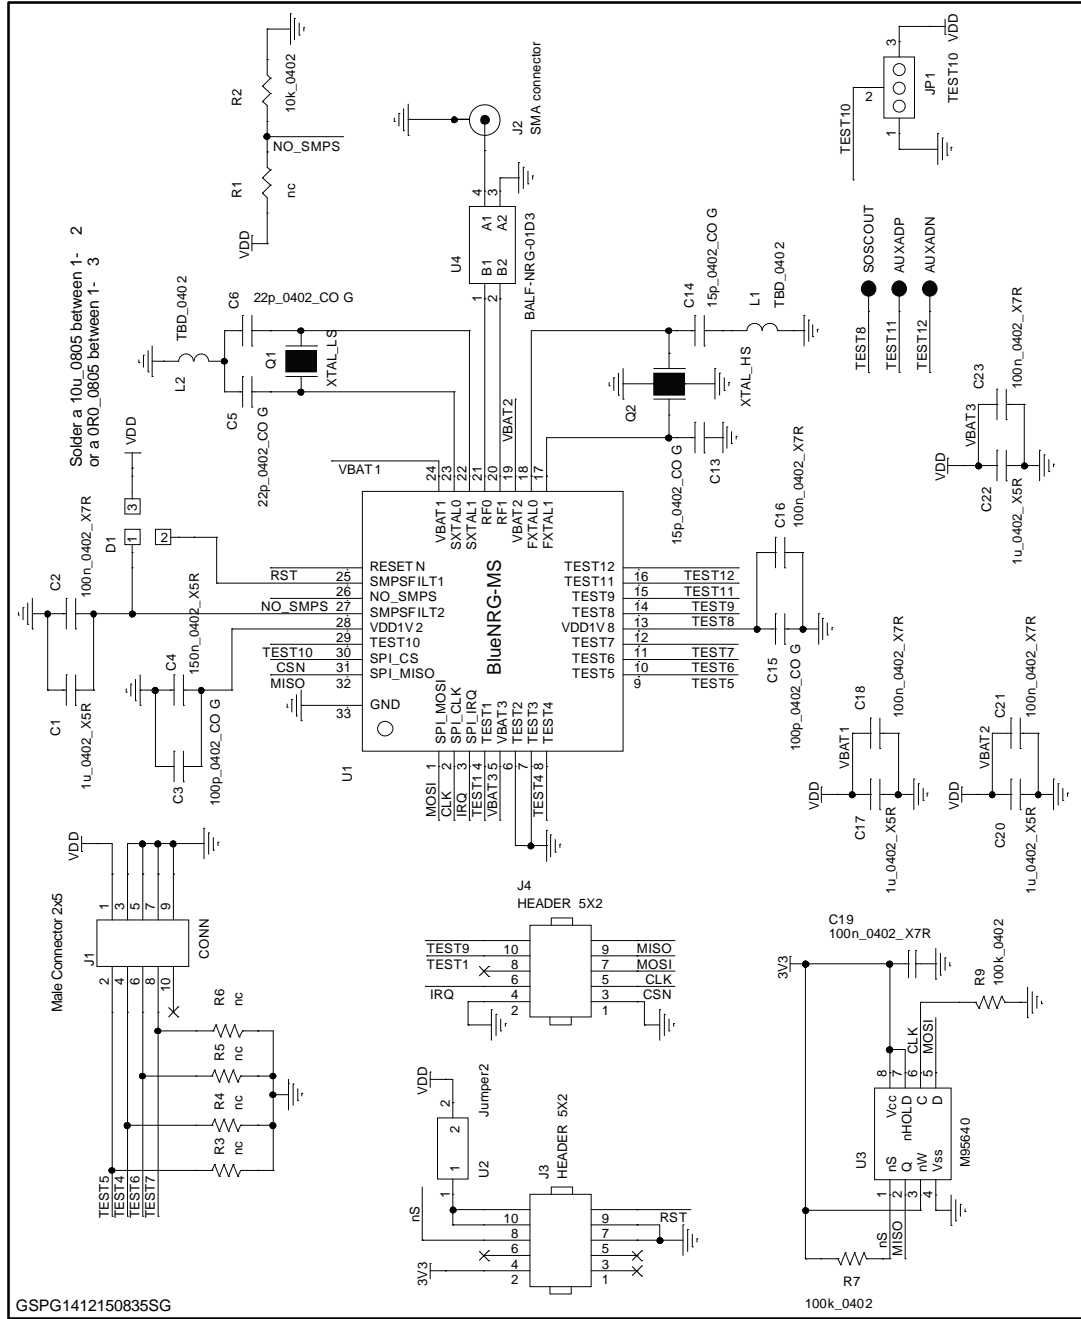 R2
10k_0402
NO_SMPS
R1
nc
VDD
J2
SMA connector
4
3
A1
A2
B1
B2
1
2
U4
BALF-NRG-01D3
3
VDD
2
TEST10
1
JP1
TEST10
SOSCOUT
AUXADP
AUXADN
TEST8
TEST11
TEST12
Solder a 10u_0805 between 1- 2
or a 0R0_0805 between 1- 3
TBD_0402
L2
C6
22p_0402_CO G
C5
22p_0402_CO G
Q1
XTAL_LS
C14
15p_0402_CO G
L1
TBD_0402
Q2
XTAL_HS
C13
15p_0402_CO G
VDD
VBAT3
C23
100n_0402_X7R
C22
1u_0402_X5R
VDD
D1
3
1
2
C2
100n_0402_X7R
C1
1u_0402_X5R
C4
150n_0402_X5R
C3
100p_0402_CO G
VBAT1
VBAT2
24
23
22
21
20
19
18
17
VBAT1
SXTAL0
SXTAL1
RF0
RF1
VBAT2
FXTAL0
FXTAL1
BlueNRG-MS
U1
RST
NO_SMPS
TEST10
CSN
MISO
25
26
27
28
29
30
31
32
33
RESETN
SMPSFILT1
NO_SMPS
SMPSFILT2
VDD1V2
TEST10
SPI_CS
SPI_MISO
GND
TEST12
TEST11
TEST9
TEST8
VDD1V8
TEST7
TEST6
TEST5
16
15
14
13
12
11
10
9
TEST12
TEST11
TEST9
TEST8
TEST7
TEST6
TEST5
SPI_MOSI
SPI_CLK
SPI_IRQ
TEST1
VBAT3
TEST2
TEST3
TEST4
1
2
3
4
5
6
7
8
MOSI
CLK
IRQ
TEST1
VBAT3
TEST4
C16
100n_0402_X7R
C15
100p_0402_CO G
VDD
VBAT1
C18
100n_0402_X7R
C17
1u_0402_X5R
VDD
VBAT2
C21
100n_0402_X7R
C20
1u_0402_X5R
Male Connector 2x5
VDD
J1
CONN
1
3
5
7
9
2
4
6
8
10
R6
nc
R5
nc
R4
nc
R3
nc
TEST5
TEST4
TEST6
TEST7
J4
HEADER 5X2
TEST9
TEST1
IRQ
10
8
6
4
2
9
7
5
3
1
MISO
MOSI
CLK
CSN
VDD
2
2
1
1
Jumper2
U2
J3
HEADER 5X2
nS
3V3
10
8
6
4
2
9
7
5
3
1
RST
C19
100n_0402_X7R
3V3
R9
100k_0402
CLK
MOSI
8
7
6
5
Vcc
nHOLD
C
D
nS
Q
nW
Vss
1
2
3
4
U3
M95640
nS
MISO
R7
100k_0402
GSPG1412150835SG